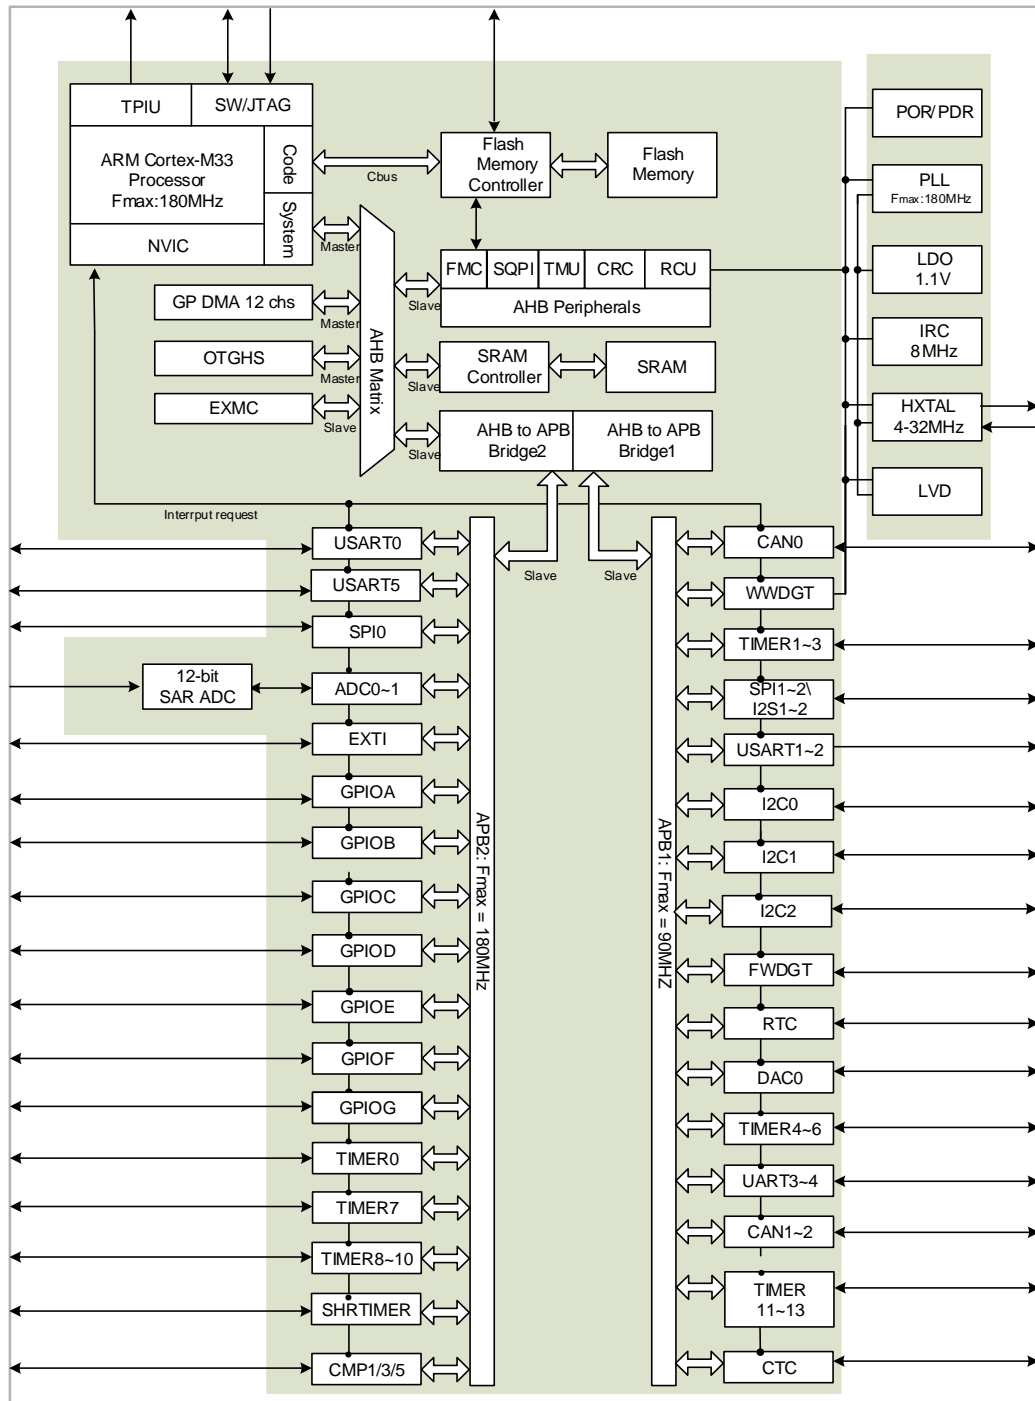 TPIU
SW/JTAG
ARM Cortex-M33
Processor
Fmax:180MHz
Code
System
NVIC
Cbus
Flash
Memory
Controller
Flash
Memory
POR/PDR
PLL
Fmax:180MHz
LDO
1.1V
IRC
8MHz
HXTAL
4-32MHz
LVD
Master
FMC
SQPI
TMU
CRC
RCU
AHB Peripherals
Slave
GP DMA 12 chs
Master
OTGHS
Master
EXMC
Slave
AHB Matrix
Slave
SRAM
Controller
SRAM
Slave
AHB to APB
Bridge2
AHB to APB
Bridge1
Interrput request
Slave
Slave
USART0
USART5
SPI0
12-bit
SAR ADC
ADC0~1
EXTI
GPIOA
GPIOB
GPIOC
GPIOD
GPIOE
GPIOF
GPIOG
TIMER0
TIMER7
TIMER8~10
SHRTIMER
CMP1/3/5
APB2: Fmax = 180MHz
APB1: Fmax = 90MHZ
CAN0
WWDGT
TIMER1~3
SPI1~2\
I2S1~2
USART1~2
I2C0
I2C1
I2C2
FWDGT
RTC
DAC0
TIMER4~6
UART3~4
CAN1~2
TIMER
11~13
CTC